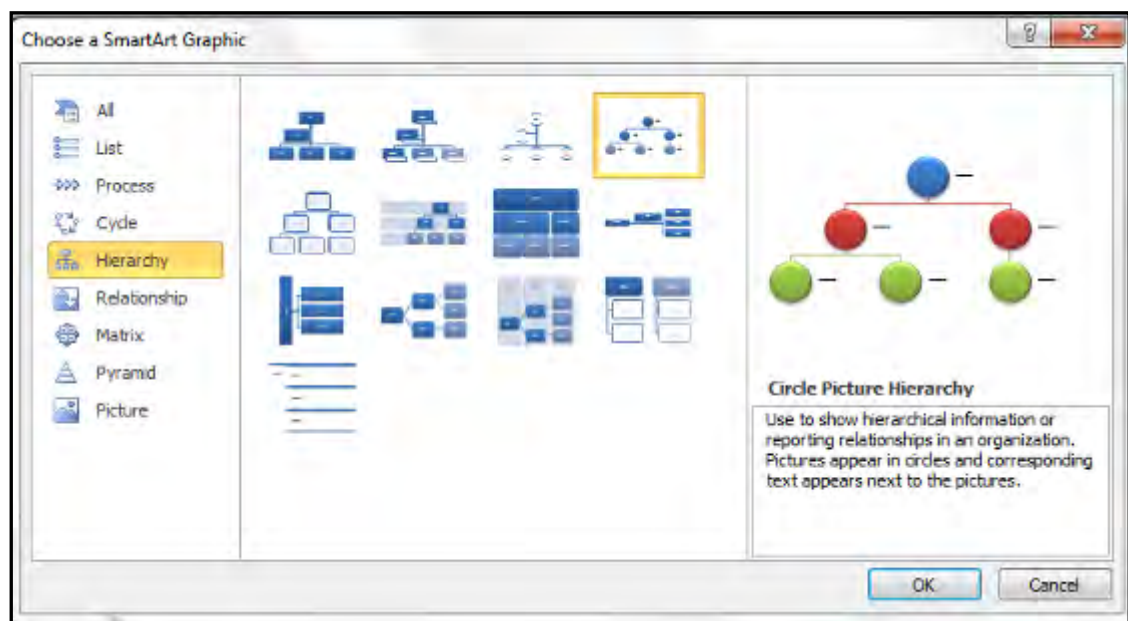 Choose a SmartArt Graphic
All
List
Process
Cycle
Hierarchy
Relationship
Matrix
Pyramid
Picture
Circle Picture Hierarchy
Use to show hierarchical information or
reporting relationships in an organization.
Pictures appear in circles and corresponding
text appears next to the pictures.
OK
Cancel